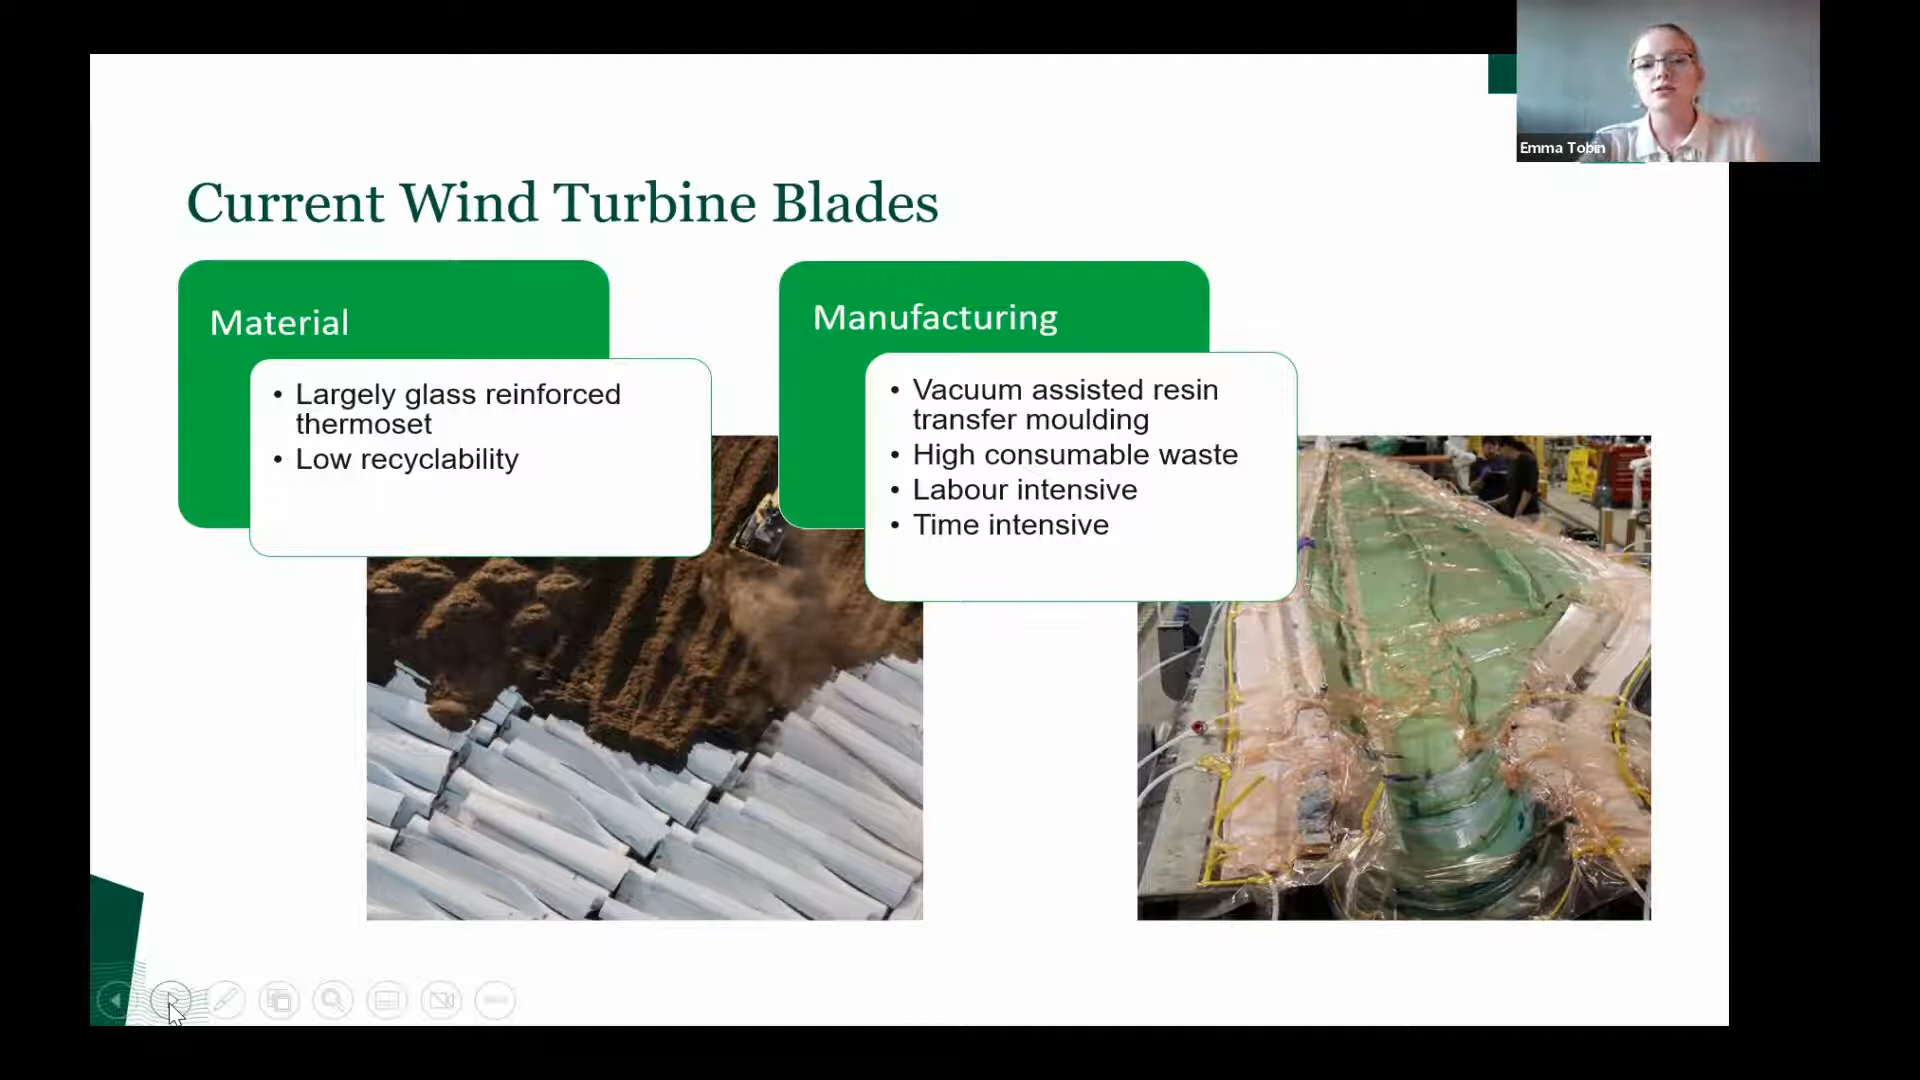 Emma Tobin
Current Wind Turbine Blades
Material
• Largely glass reinforced
thermoset
• Low recyclability
Manufacturing
• Vacuum assisted resin
transfer moulding
• High consumable waste
• Labour intensive
• Time intensive